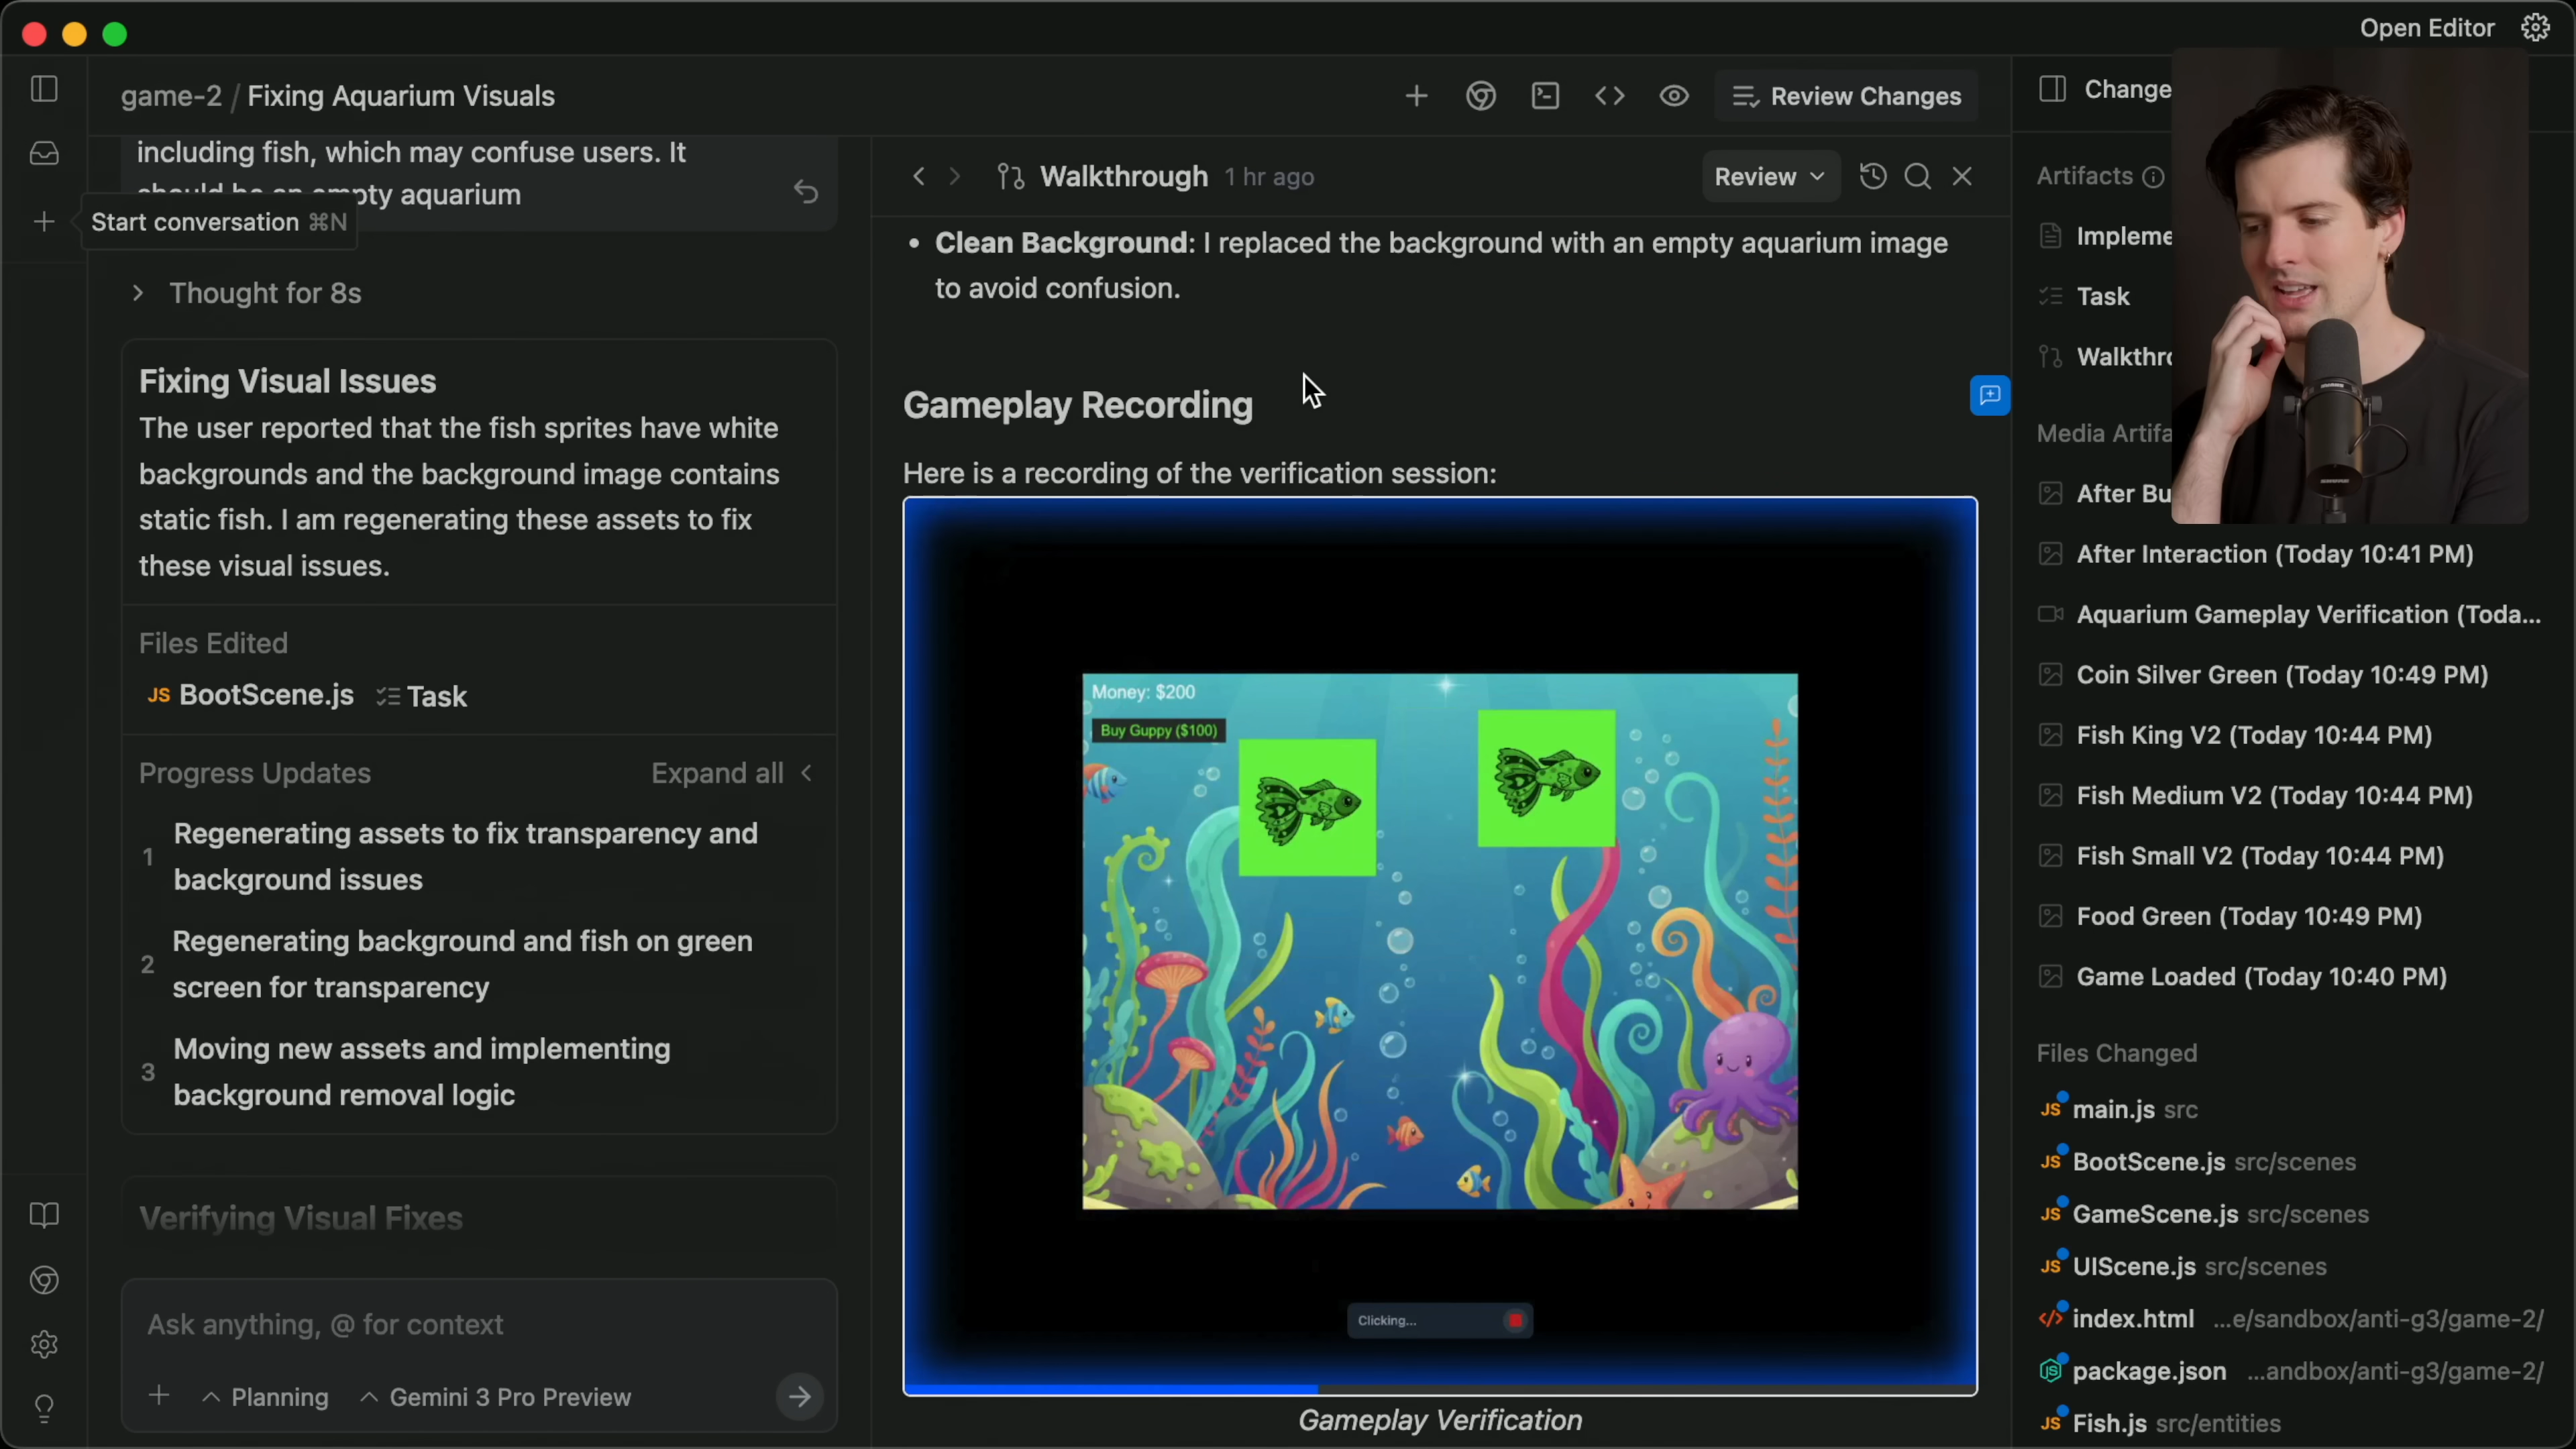 Open Editor
game-2 / Fixing Aquarium Visuals
Review Changes
including fish, which may confuse users. It
pty aquarium
Start conversation ⌘N
Thought for 8s
Fixing Visual Issues
The user reported that the fish sprites have white
backgrounds and the background image contains
static fish. I am regenerating these assets to fix
these visual issues.
Files Edited
JS BootScene.js Task
Progress Updates Expand all
1 Regenerating assets to fix transparency and
background issues
2 Regenerating background and fish on green
screen for transparency
3 Moving new assets and implementing
background removal logic
Verifying Visual Fixes
Ask anything, @ for context
Planning Gemini 3 Pro Preview
Walkthrough 1 hr ago
Review
• Clean Background: I replaced the background with an empty aquarium image
to avoid confusion.
Gameplay Recording
Here is a recording of the verification session:
Money: $200
Buy Guppy ($100)
Clicking...
Gameplay Verification
Change
Artifacts
Impleme
Task
Walkthr
Media Artifa
After Bu
After Interaction (Today 10:41 PM)
Aquarium Gameplay Verification (Toda...
Coin Silver Green (Today 10:49 PM)
Fish King V2 (Today 10:44 PM)
Fish Medium V2 (Today 10:44 PM)
Fish Small V2 (Today 10:44 PM)
Food Green (Today 10:49 PM)
Game Loaded (Today 10:40 PM)
Files Changed
JS main.js src
JS BootScene.js src/scenes
JS GameScene.js src/scenes
JS UIScene.js src/scenes
</> index.html ...e/sandbox/anti-g3/game-2/
JS package.json ...andbox/anti-g3/game-2/
JS Fish.js src/entities